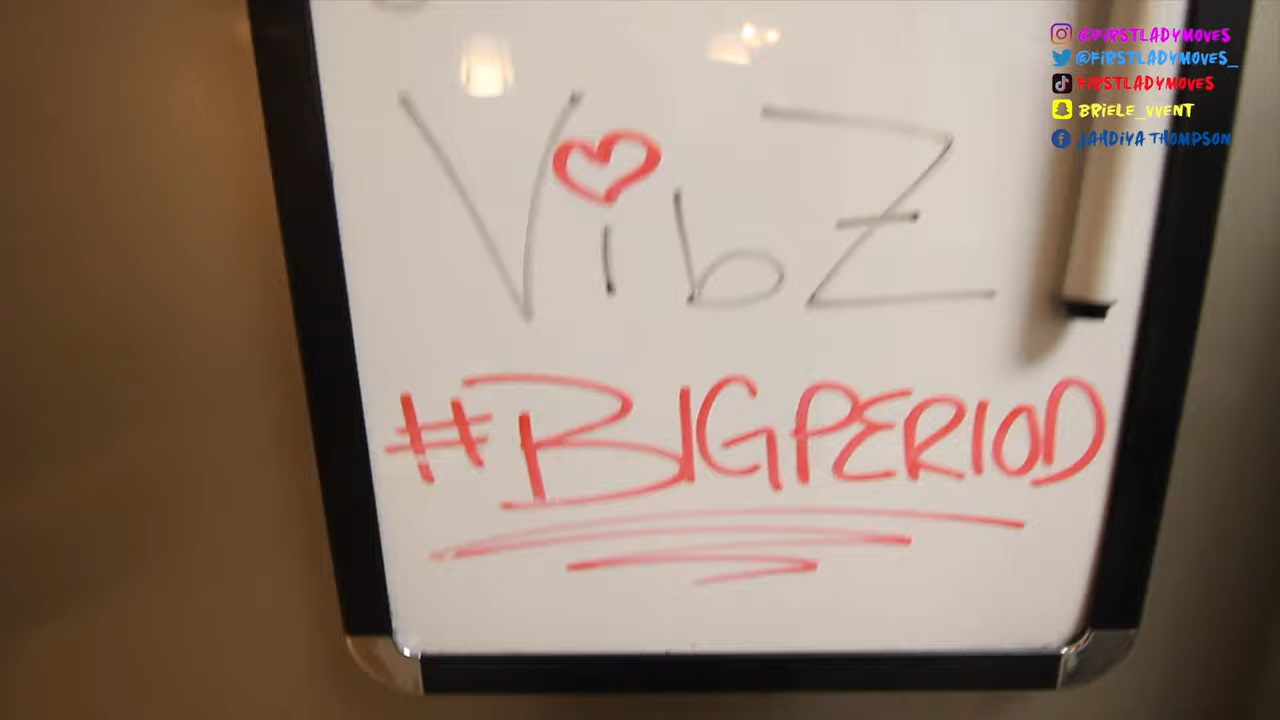 @FIRSTLADYMOVES
@FIRSTLADYMOVES_
FIRSTLADYMOVES
BRIELE_VVENT
JAHDIYA THOMPSON
VibZ
#BIGPERIOD